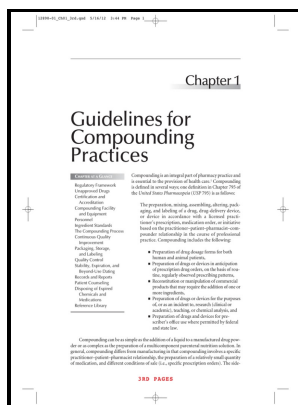 12899-01_Ch01_3rd.qxd 3/14/12 2:44 PM Page 1
Chapter 1
Guidelines for
Compounding
Practices
CHAPTER AT A GLANCE
Regulatory Framework
Unapproved Drugs
Certification and
Accreditation
Compounding Facility
and Equipment
Personnel
Ingredient Standards
The Compounding Process
Continuous Quality
Improvement
Packaging, Storage,
and Labeling
Quality Control
Stability, Expiration, and
Beyond-Use Dating
Records and Reports
Patient Counseling
Disposing of Expired
Chemicals and
Medications
Reference Library
Compounding is an integral part of pharmacy practice and
is essential to the provision of health care. Compounding
is defined in several ways; one definition in Chapter 795 of
the United States Pharmacopeia (USP 795) is as follows:
The preparation, mixing, assembling, altering, pack-
aging, and labeling of a drug, drug-delivery device,
or device in accordance with a licensed practi-
tioner's prescription, medication order, or initiative
based on the practitioner–patient–pharmacist–com-
pounder relationship in the course of professional
practice. Compounding includes the following:
■ Preparation of drug dosage forms for both
human and animal patients,
■ Preparation of drugs or devices in anticipation
of prescription drug orders, on the basis of rou-
tine, regularly observed prescribing patterns,
■ Reconstitution or manipulation of commercial
products that may require the addition of one or
more ingredients,
■ Preparation of drugs or devices for the purposes
of, or as an incident to, research (clinical or
academic), teaching, or chemical analysis, and
■ Preparation of drugs and devices for pre-
scriber's office use where permitted by federal
and state law.
Compounding can be as simple as the addition of a liquid to a manufactured drug pow-
der or as complex as the preparation of a multicomponent parenteral nutrition solution. In
general, compounding differs from manufacturing in that compounding involves a specific
practitioner–patient–pharmacist relationship, the preparation of a relatively small quantity
of medication, and different conditions of sale (i.e., specific prescription orders). The side-
3RD PAGES